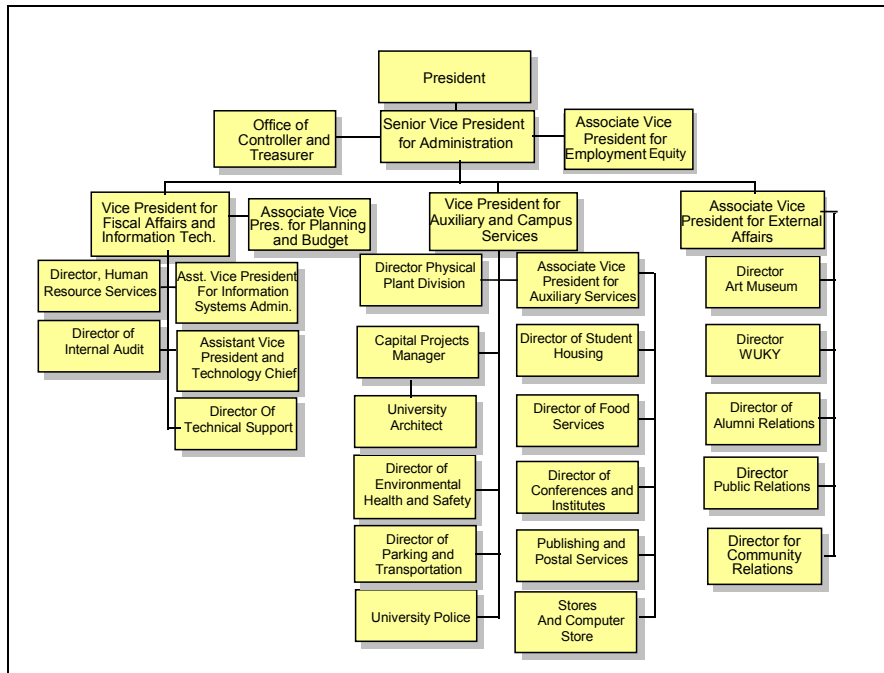 President
Office of
Controller and
Treasurer
Senior Vice President
for Administration
Associate Vice
President for
Employment Equity
Vice President for
Fiscal Affairs and
Information Tech.
Associate Vice
Pres. for Planning
and Budget
Vice President for
Auxiliary and Campus
Services
Associate Vice
President for External
Affairs
Director, Human
Resource Services
Asst. Vice President
For Information
Systems Admin.
Director of
Internal Audit
Assistant Vice
President and
Technology Chief
Director Of
Technical Support
Director Physical
Plant Division
Associate Vice
President for
Auxiliary Services
Capital Projects
Manager
Director of Student
Housing
University
Architect
Director of Food
Services
Director of
Environmental
Health and Safety
Director of
Conferences and
Institutes
Director of
Parking and
Transportation
Publishing and
Postal Services
University Police
Stores
And Computer
Store
Director
Art Museum
Director
WUKY
Director of
Alumni Relations
Director
Public Relations
Director for
Community
Relations